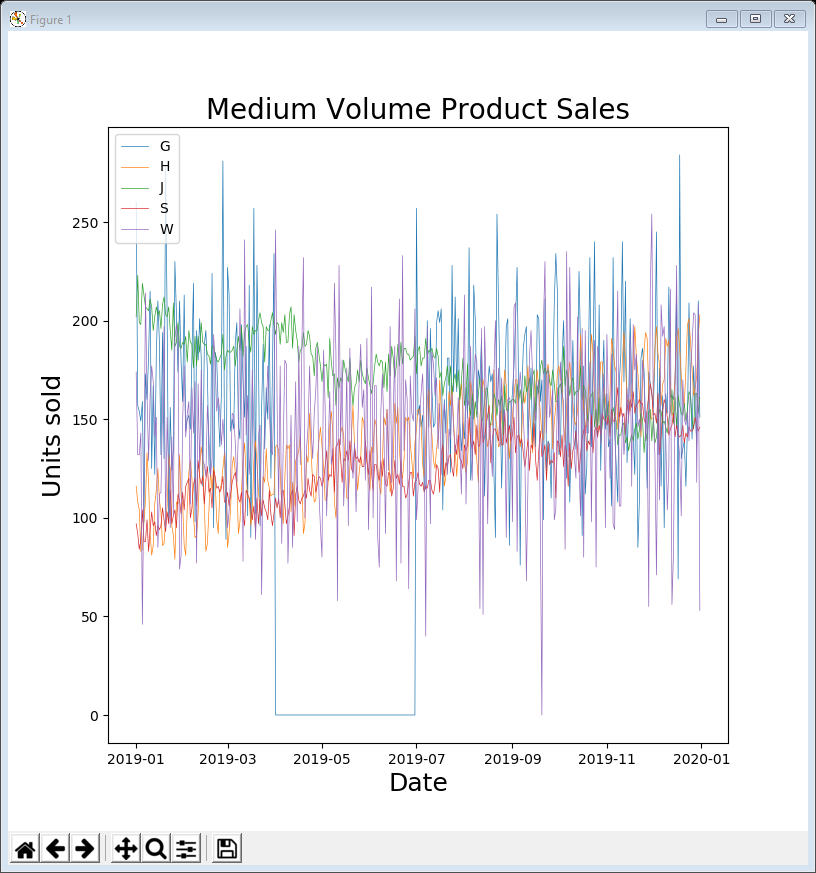 Figure 1
Medium Volume Product Sales
G
H
J
S
W
250
200
150
100
50
0
Units sold
2019-01 2019-03 2019-05 2019-07 2019-09 2019-11 2020-01
Date